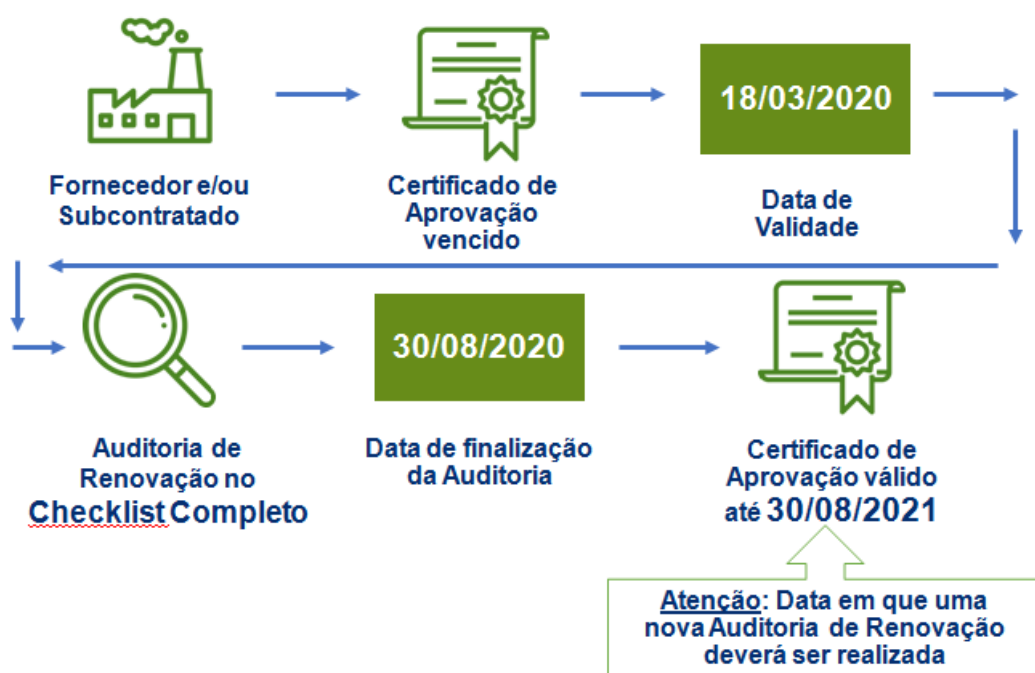 18/03/2020
Fornecedor e/ou
Subcontratado
Certificado de
Aprovação
vencido
Data de
Validade
30/08/2020
Auditoria de
Renovação no
Checklist Completo
Data de finalização
da Auditoria
Certificado de
Aprovação válido
até 30/08/2021
Atenção: Data em que uma
nova Auditoria de Renovação
deverá ser realizada